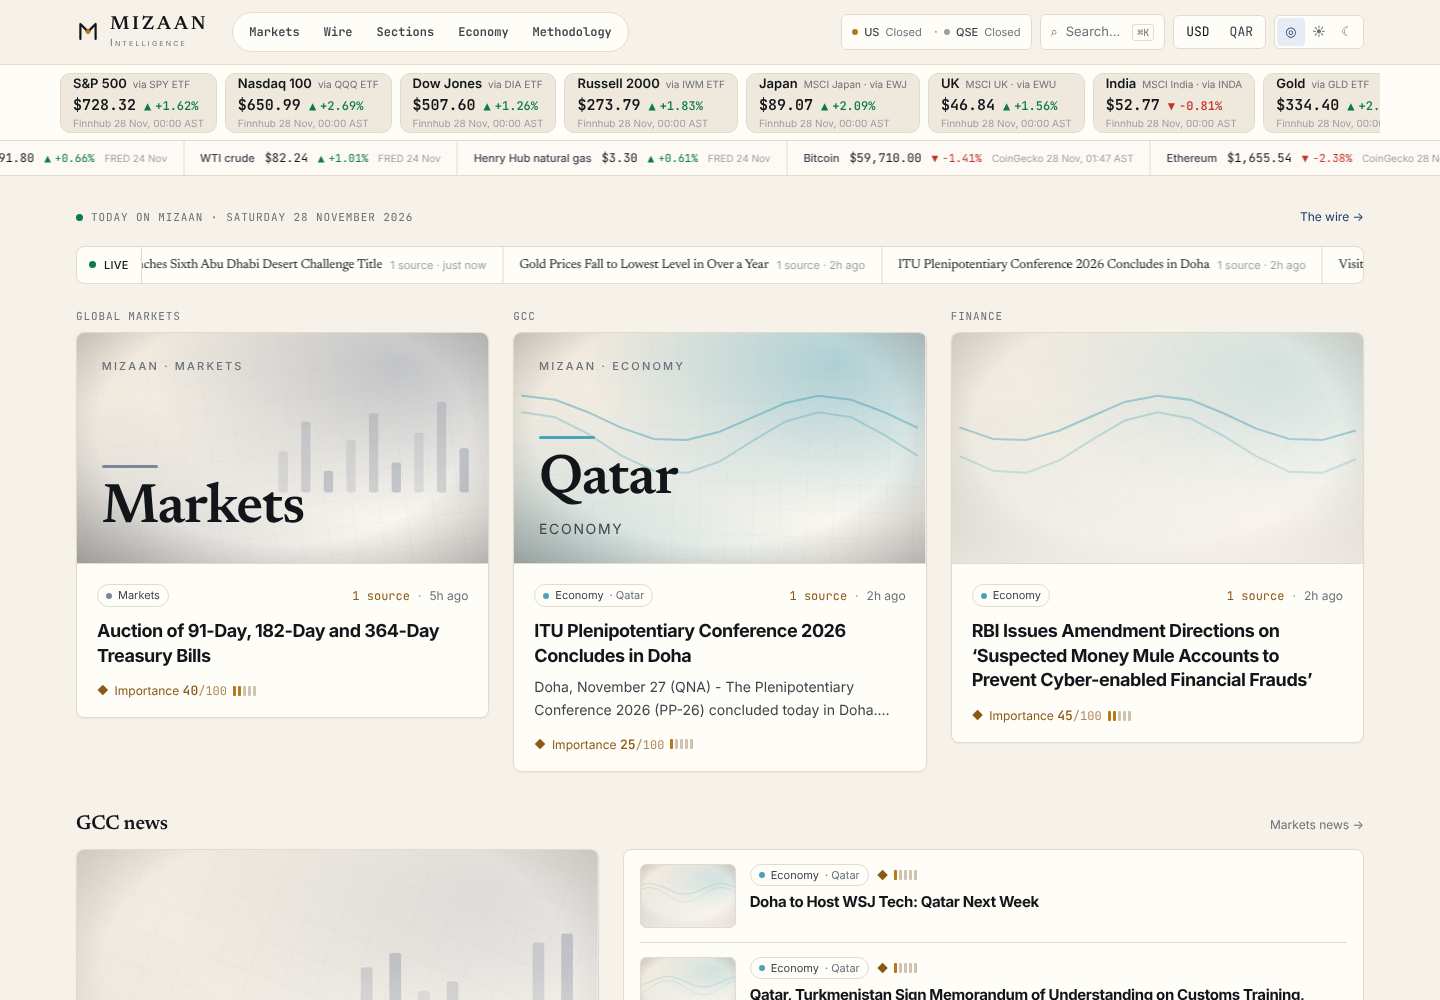 MIZAAN
INTELLIGENCE
Markets Wire Sections Economy Methodology
US Closed · QSE Closed
Search... ⌘K
USD QAR
S&P 500 via SPY ETF
$728.32 ▲ +1.62%
Finnhub 28 Nov, 00:00 AST
Nasdaq 100 via QQQ ETF
$650.99 ▲ +2.69%
Finnhub 28 Nov, 00:00 AST
Dow Jones via DIA ETF
$507.60 ▲ +1.26%
Finnhub 28 Nov, 00:00 AST
Russell 2000 via IWM ETF
$273.79 ▲ +1.83%
Finnhub 28 Nov, 00:00 AST
Japan MSCI Japan · via EWJ
$89.07 ▲ +2.09%
Finnhub 28 Nov, 00:00 AST
UK MSCI UK · via EWU
$46.84 ▲ +1.56%
Finnhub 28 Nov, 00:00 AST
India MSCI India · via INDA
$52.77 ▼ -0.81%
Finnhub 28 Nov, 00:00 AST
Gold via GLD ETF
$334.40 ▲ +2.
Finnhub 28 Nov, 00:0
91.80 ▲ +0.66% FRED 24 Nov
WTI crude $82.24 ▲ +1.01% FRED 24 Nov
Henry Hub natural gas $3.30 ▲ +0.61% FRED 24 Nov
Bitcoin $59,710.00 ▼ -1.41% CoinGecko 28 Nov, 01:47 AST
Ethereum $1,655.54 ▼ -2.38% CoinGecko 28 N
TODAY ON MIZAAN · SATURDAY 28 NOVEMBER 2026
The wire →
LIVE
ches Sixth Abu Dhabi Desert Challenge Title 1 source · just now
Gold Prices Fall to Lowest Level in Over a Year 1 source · 2h ago
ITU Plenipotentiary Conference 2026 Concludes in Doha 1 source · 2h ago
Visit
GLOBAL MARKETS
MIZAAN · MARKETS
Markets
Markets 1 source · 5h ago
Auction of 91-Day, 182-Day and 364-Day
Treasury Bills
Importance 40/100
GCC
MIZAAN · ECONOMY
Qatar
ECONOMY
Economy · Qatar 1 source · 2h ago
ITU Plenipotentiary Conference 2026
Concludes in Doha
Doha, November 27 (QNA) - The Plenipotentiary
Conference 2026 (PP-26) concluded today in Doha....
Importance 25/100
FINANCE
Economy 1 source · 2h ago
RBI Issues Amendment Directions on
‘Suspected Money Mule Accounts to
Prevent Cyber-enabled Financial Frauds’
Importance 45/100
GCC news
Markets news →
Economy · Qatar
Doha to Host WSJ Tech: Qatar Next Week
Economy · Qatar
Qatar, Turkmenistan Sign Memorandum of Understanding on Customs Training,